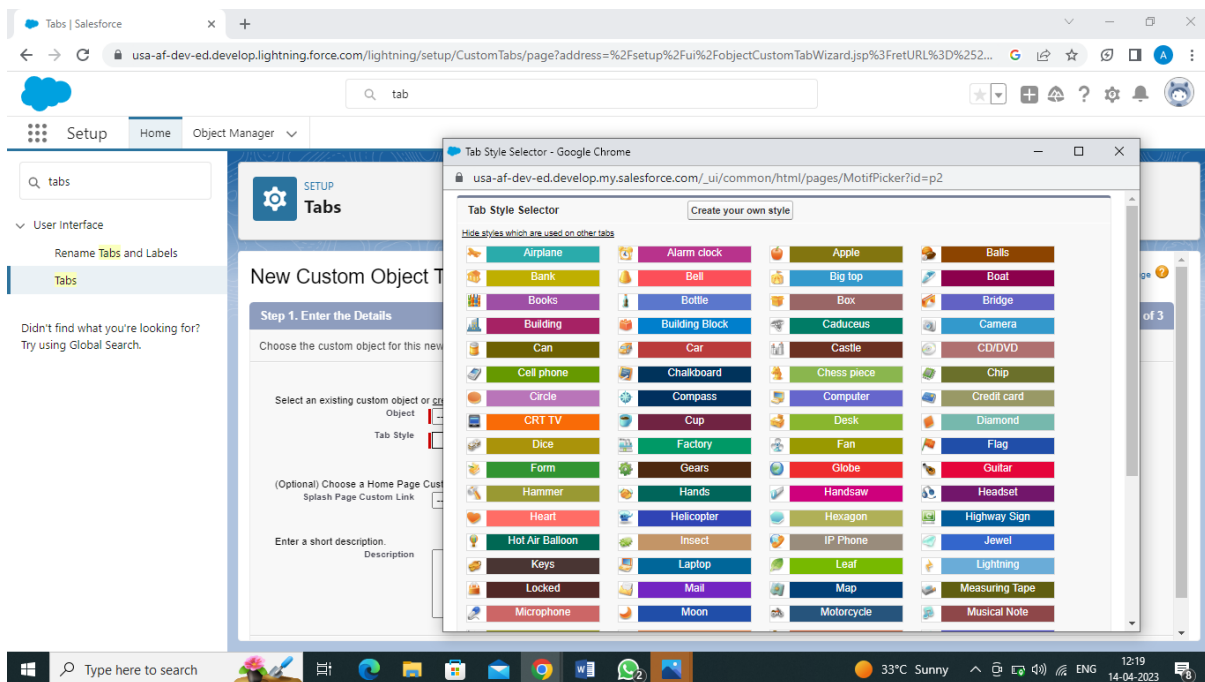 Tabs | Salesforce
usa-af-dev-ed.develop.lightning.force.com/lightning/setup/CustomTabs/page?address=%2Fsetup%2Fui%2FobjectCustomTabWizard.jsp%3FretURL%3D%252...
G
A
tab
Setup Home Object Manager
tabs
User Interface
Rename Tabs and Labels
Tabs
Didn't find what you're looking for?
Try using Global Search.
SETUP
Tabs
New Custom Object T
Step 1. Enter the Details
of 3
Choose the custom object for this new
Select an existing custom object or cre
Object
Tab Style
(Optional) Choose a Home Page Cust
Splash Page Custom Link
Enter a short description.
Description
Tab Style Selector - Google Chrome
usa-af-dev-ed.develop.my.salesforce.com/_ui/common/html/pages/MotifPicker?id=p2
Tab Style Selector Create your own style
Hide styles which are used on other tabs
Airplane Alarm clock Apple Balls
Bank Bell Big top Boat
Books Bottle Box Bridge
Building Building Block Caduceus Camera
Can Car Castle CD/DVD
Cell phone Chalkboard Chess piece Chip
Circle Compass Computer Credit card
CRT TV Cup Desk Diamond
Dice Factory Fan Flag
Form Gears Globe Guitar
Hammer Hands Handsaw Headset
Heart Helicopter Hexagon Highway Sign
Hot Air Balloon Insect IP Phone Jewel
Keys Laptop Leaf Lightning
Locked Mail Map Measuring Tape
Microphone Moon Motorcycle Musical Note
Type here to search
2
33°C Sunny
ENG
12:19
14-04-2023
8